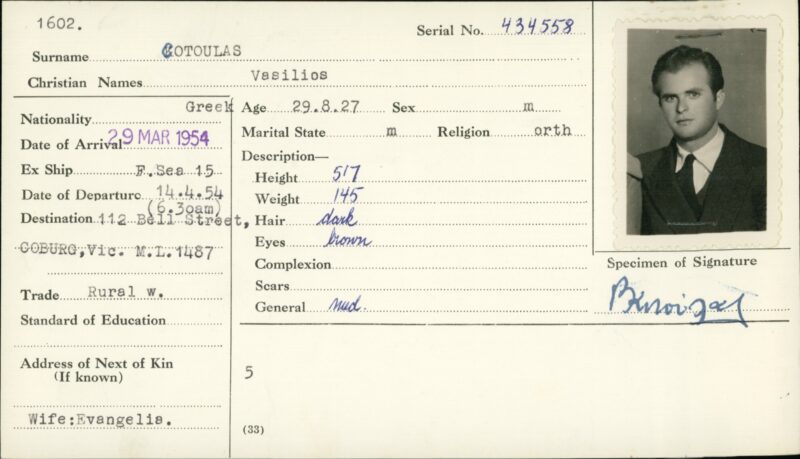 1602.
Serial No. 434558
Surname GOTOULAS
Christian Names Vasilios
Nationality Greek
Date of Arrival 29 MAR 1954
Ex Ship F.Sea 15
Date of Departure 14.4.54
(6.30am)
Destination 112 Bell Street,
COBURG, Vic. M.L.1487
Trade Rural w.
Standard of Education
Address of Next of Kin
(If known)
Wife:Evangelia.
Age 29.8.27 Sex m
Marital State m Religion orth
Description—
Height 5'7
Weight 145
Hair dark
Eyes brown
Complexion
Scars
General med.
5
(33)
Specimen of Signature